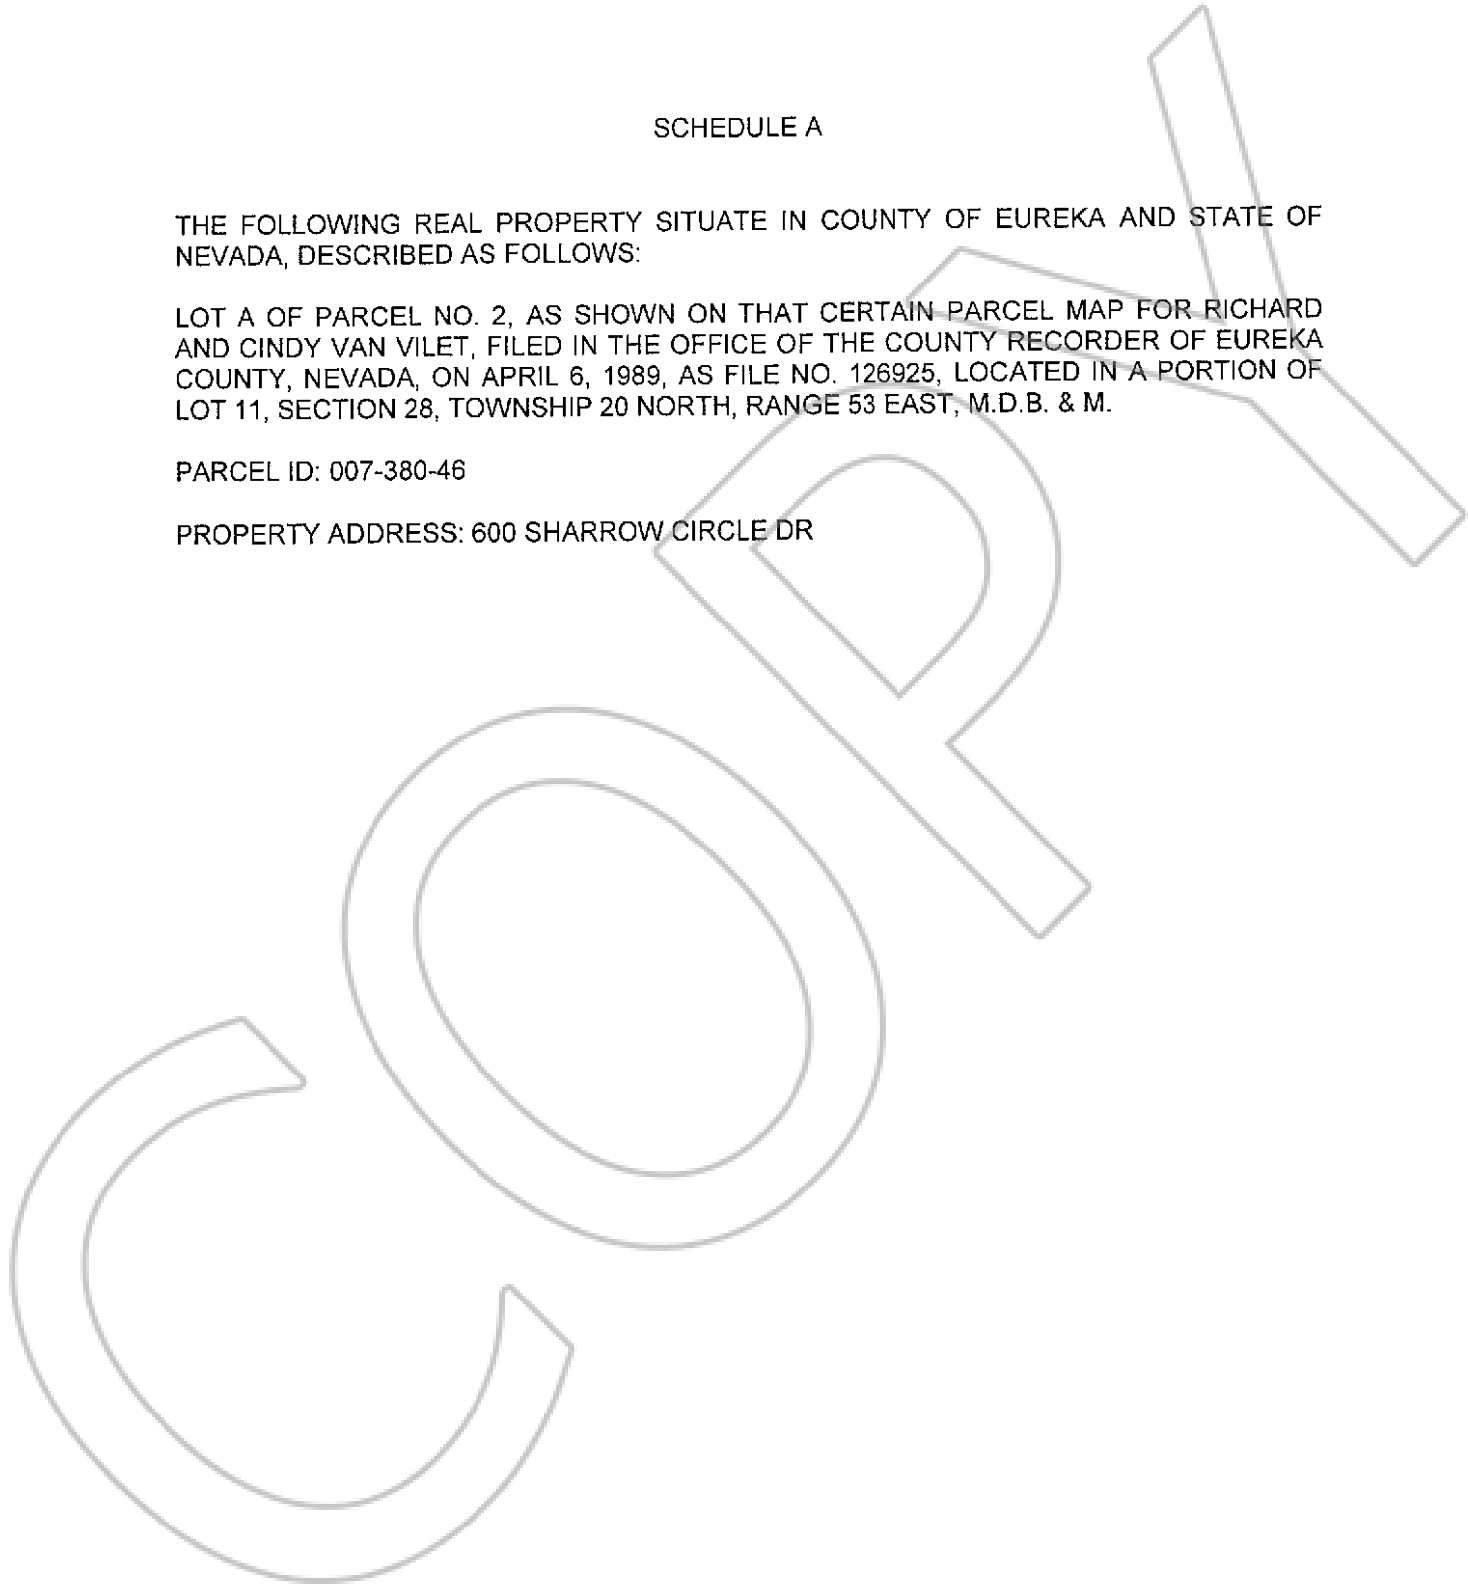 SCHEDULE A
THE FOLLOWING REAL PROPERTY SITUATE IN COUNTY OF EUREKA AND STATE OF
NEVADA, DESCRIBED AS FOLLOWS:
LOT A OF PARCEL NO. 2, AS SHOWN ON THAT CERTAIN PARCEL MAP FOR RICHARD
AND CINDY VAN VILET, FILED IN THE OFFICE OF THE COUNTY RECORDER OF EUREKA
COUNTY, NEVADA, ON APRIL 6, 1989, AS FILE NO. 126925, LOCATED IN A PORTION OF
LOT 11, SECTION 28, TOWNSHIP 20 NORTH, RANGE 53 EAST, M.D.B. & M.
PARCEL ID: 007-380-46
PROPERTY ADDRESS: 600 SHARROW CIRCLE DR
COPY